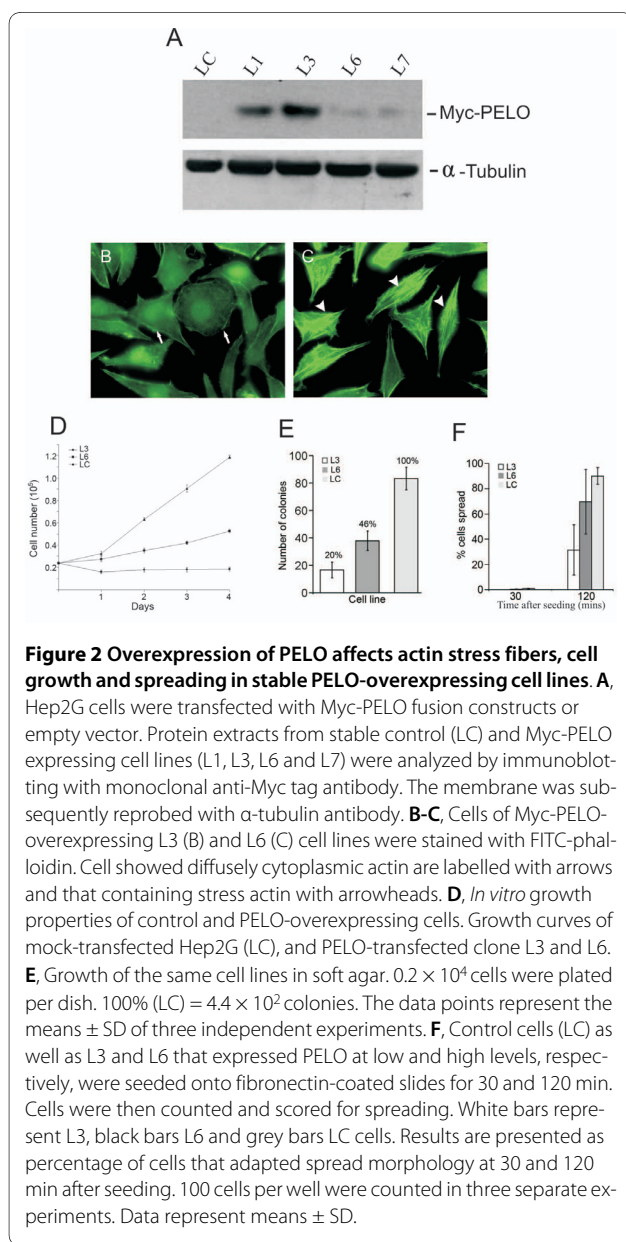 A
LC L1 L3 L6 L7
Myc-PELO
α -Tubulin
B
C
D
L3
L6
LC
Cell number (10⁵)
1.2
1.0
0.8
0.6
0.4
0.2
1 2 3 4
Days
E
L3
L6
LC
Number of colonies
100
80
60
40
20
0
20%
46%
100%
Cell line
F
L3
L6
LC
% cells spread
100
80
60
40
20
0
30 120
Time after seeding (mins)
Figure 2 Overexpression of PELO affects actin stress fibers, cell
growth and spreading in stable PELO-overexpressing cell lines. A,
Hep2G cells were transfected with Myc-PELO fusion constructs or
empty vector. Protein extracts from stable control (LC) and Myc-PELO
expressing cell lines (L1, L3, L6 and L7) were analyzed by immunoblot-
ting with monoclonal anti-Myc tag antibody. The membrane was sub-
sequently reprobed with α-tubulin antibody. B-C, Cells of Myc-PELO-
overexpressing L3 (B) and L6 (C) cell lines were stained with FITC-phal-
loidin. Cell showed diffusely cytoplasmic actin are labelled with arrows
and that containing stress actin with arrowheads. D, In vitro growth
properties of control and PELO-overexpressing cells. Growth curves of
mock-transfected Hep2G (LC), and PELO-transfected clone L3 and L6.
E, Growth of the same cell lines in soft agar. 0.2 × 10⁴ cells were plated
per dish. 100% (LC) = 4.4 × 10² colonies. The data points represent the
means ± SD of three independent experiments. F, Control cells (LC) as
well as L3 and L6 that expressed PELO at low and high levels, respec-
tively, were seeded onto fibronectin-coated slides for 30 and 120 min.
Cells were then counted and scored for spreading. White bars repre-
sent L3, black bars L6 and grey bars LC cells. Results are presented as
percentage of cells that adapted spread morphology at 30 and 120
min after seeding. 100 cells per well were counted in three separate ex-
periments. Data represent means ± SD.